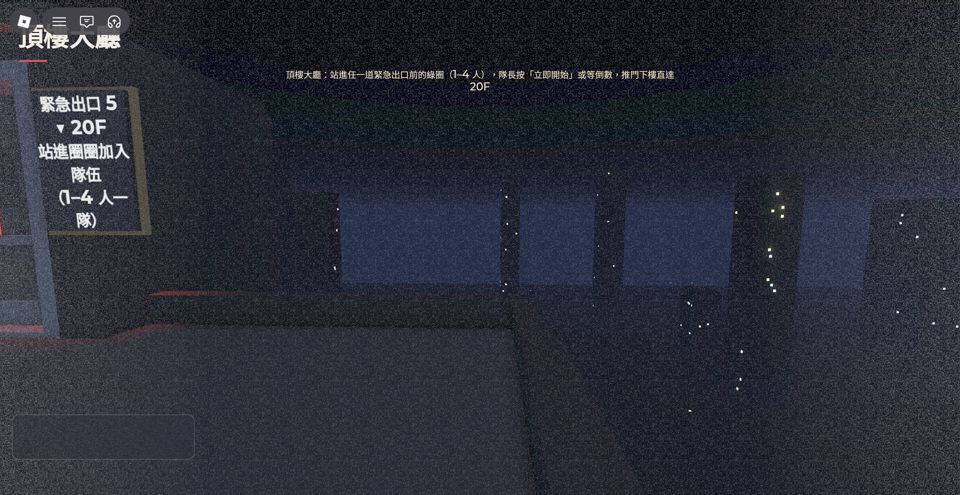 頂樓大廳
頂樓大廳：站進任一道緊急出口前的綠圈（1–4 人），隊長按「立即開始」或等倒數，推門下樓直達
20F
緊急出口 5
▼ 20F
站進圈圈加入
隊伍
（1–4 人一
隊）